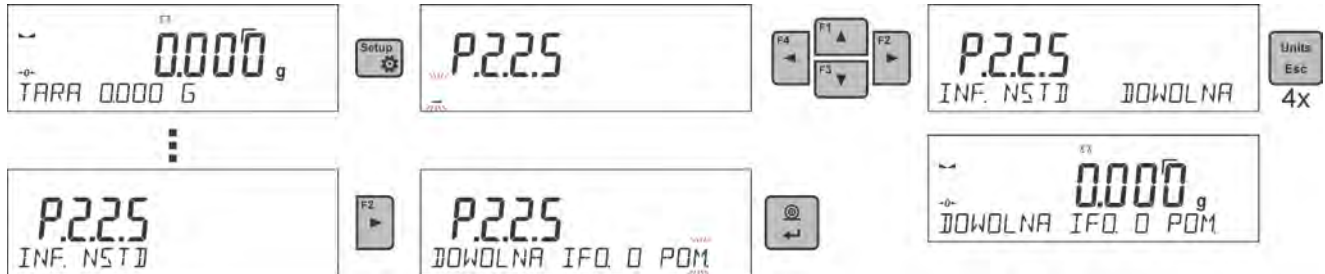 0.000 g
TARA 0.000 G
Setup
P.2.2.5
F4
F1
F3
F2
P.2.2.5
INF. NSTD DOWOLNA
Units
Esc
4x
P.2.2.5
INF. NSTD
F2
P.2.2.5
DOWOLNA IFO. O POM.
0.000 g
DOWOLNA IFO. O POM.